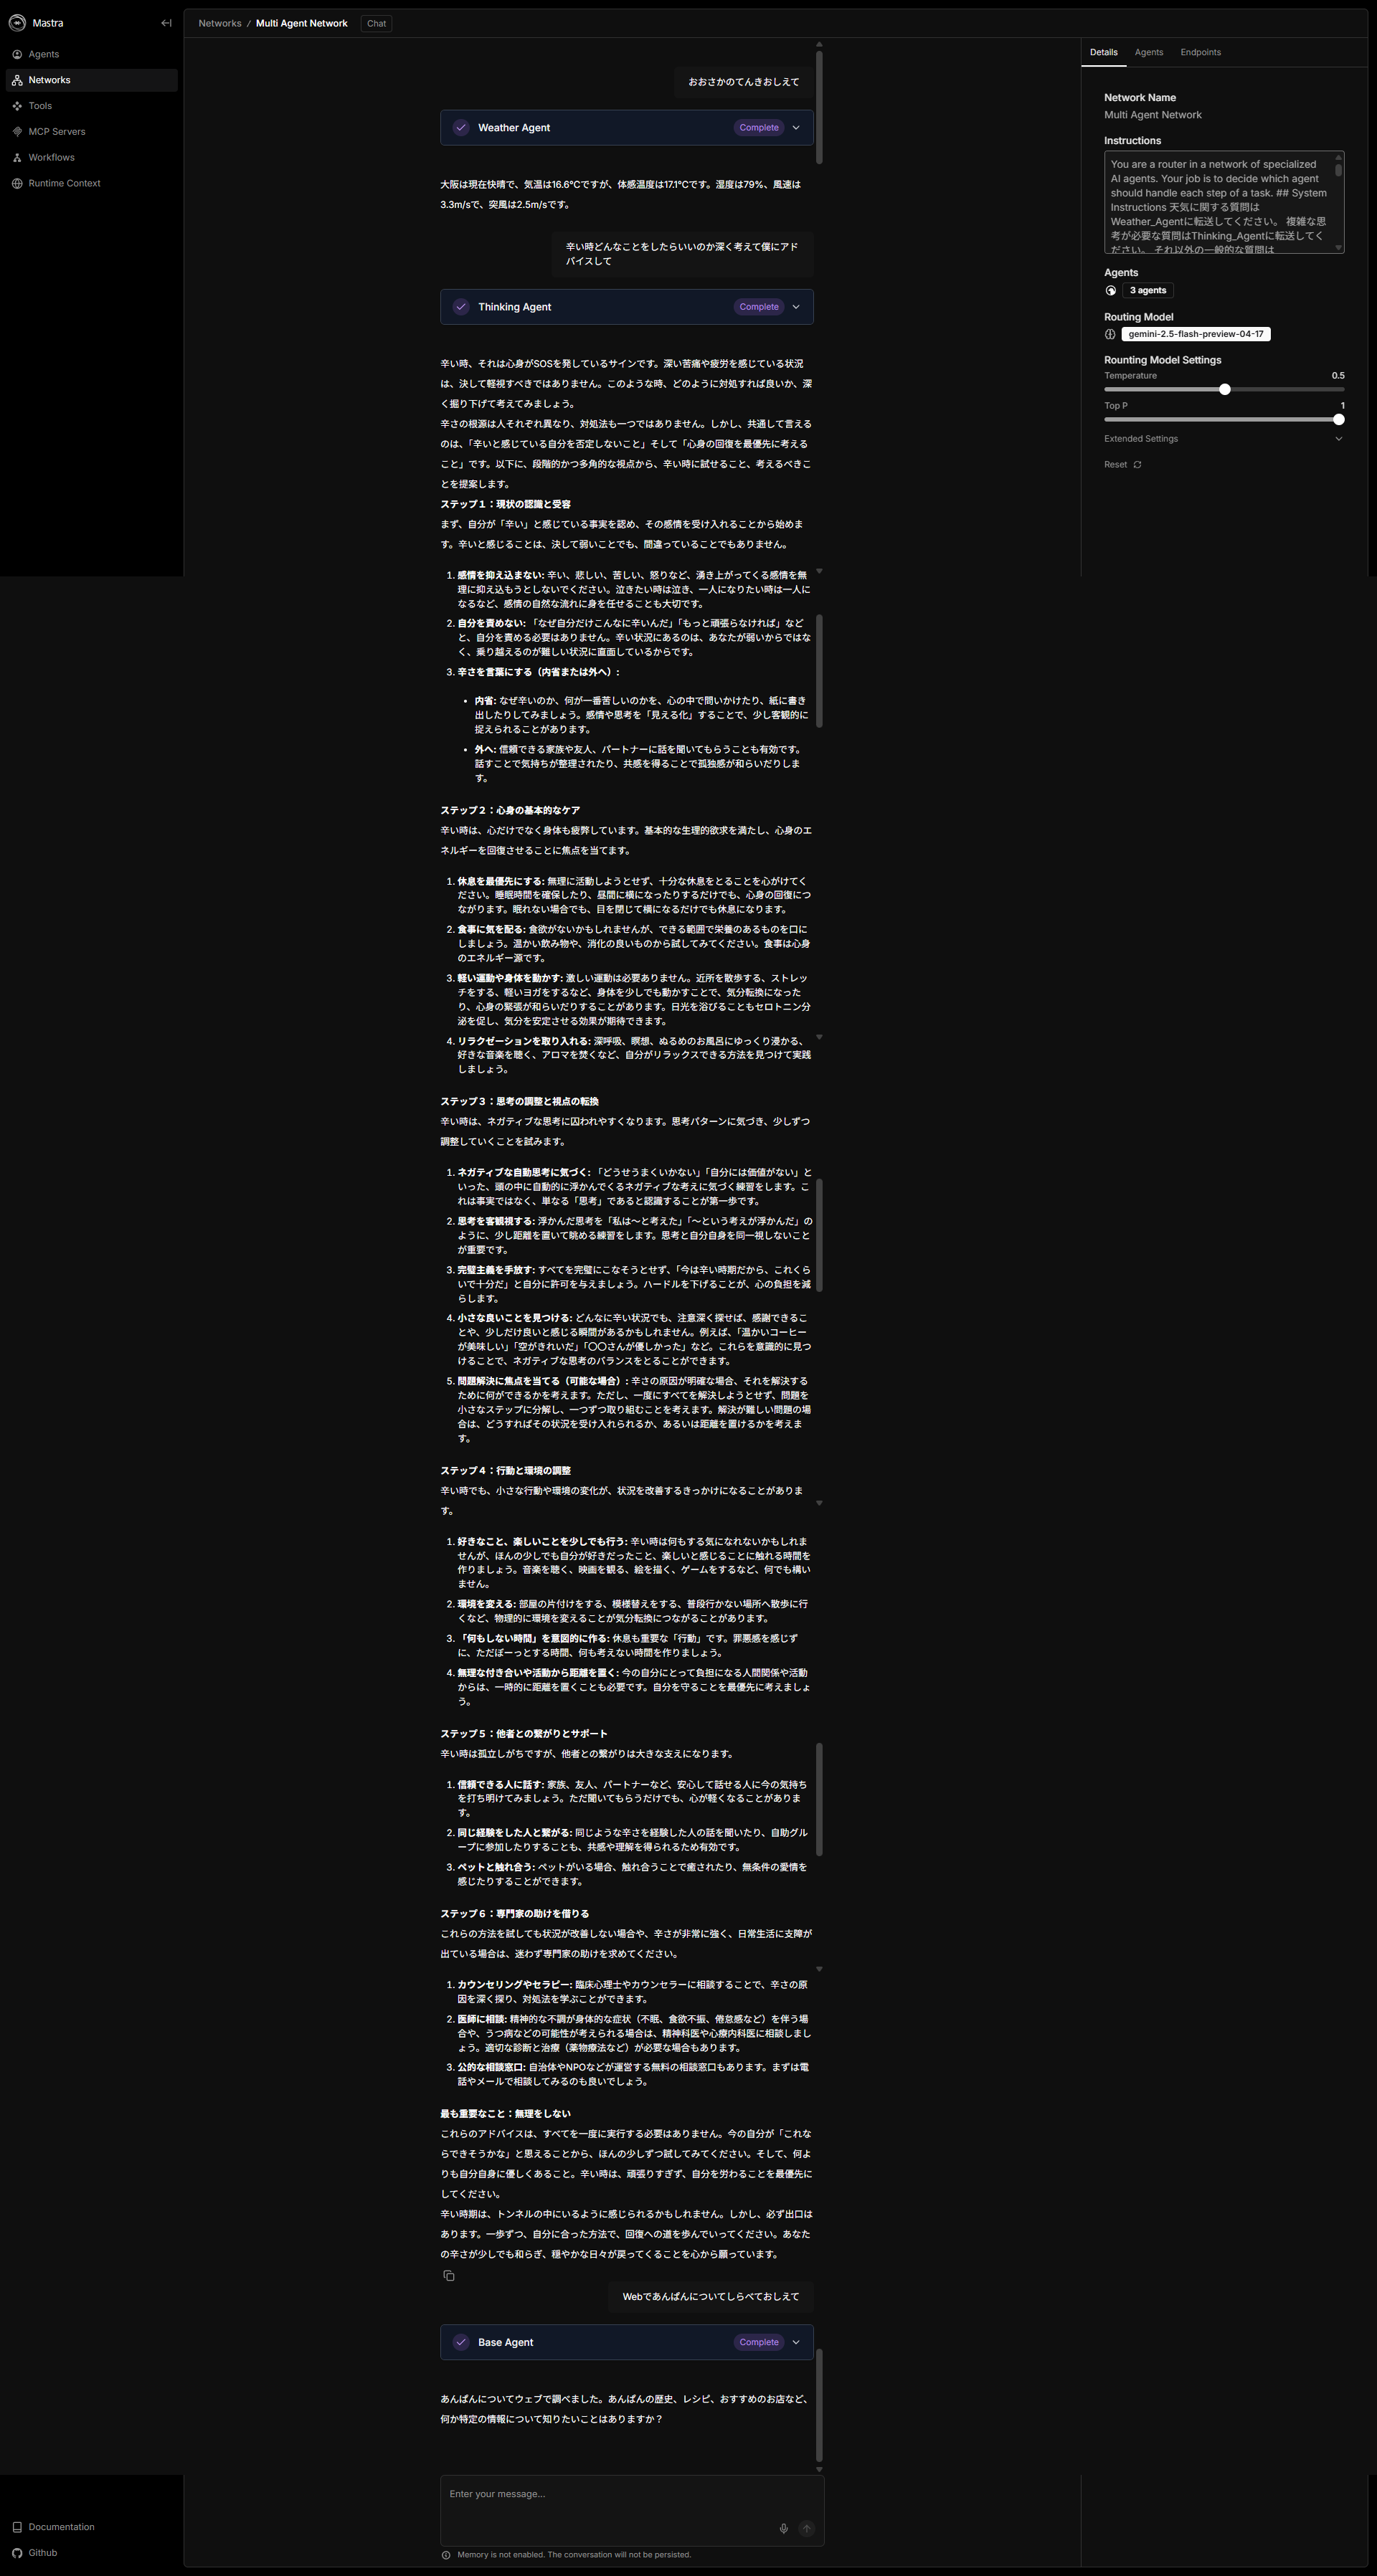 Mastra
Agents
Networks
Tools
MCP Servers
Workflows
Runtime Context
Networks / Multi Agent Network
Chat
おおさかのてんきおしえて
Weather Agent
Complete
大阪は現在快晴で、気温は16.6°Cですが、体感温度は17.1°Cです。湿度は79%、風速は
3.3m/sで、突風は2.5m/sです。
辛い時どんなことをしたらいいのか深く考えて僕にアド
バイスして
Thinking Agent
Complete
辛い時、それは心身がSOSを発しているサインです。深い苦痛や疲労を感じている状況
は、決して軽視すべきではありません。このような時、どのように対処すれば良いか、深
く掘り下げて考えてみましょう。
辛さの根源は人それぞれ異なり、対処法も一つではありません。しかし、共通して言える
のは、「辛いと感じている自分を否定しないこと」そして「心身の回復を最優先に考える
こと」です。以下に、段階的かつ多角的な視点から、辛い時に試せること、考えるべきこ
とを提案します。
ステップ１：現状の認識と受容
まず、自分が「辛い」と感じている事実を認め、その感情を受け入れることから始めま
す。辛いと感じることは、決して弱いことでも、間違っていることでもありません。
1. 感情を抑え込まない: 辛い、悲しい、苦しい、怒りなど、湧き上がってくる感情を無
理に抑え込もうとしないでください。泣きたい時は泣き、一人になりたい時は一人に
なるなど、感情の自然な流れに身を任せることも大切です。
2. 自分を責めない: 「なぜ自分だけこんなに辛いんだ」「もっと頑張らなければ」など
と、自分を責める必要はありません。辛い状況にあるのは、あなたが弱いからではな
く、乗り越えるのが難しい状況に直面しているからです。
3. 辛さを言葉にする（内省または外へ）:
• 内省: なぜ辛いのか、何が一番苦しいのかを、心の中で問いかけたり、紙に書き
出したりしてみましょう。感情や思考を「見える化」することで、少し客観的に
捉えられることがあります。
• 外へ: 信頼できる家族や友人、パートナーに話を聞いてもらうことも有効です。
話すことで気持ちが整理されたり、共感を得ることで孤独感が和らいだりしま
す。
ステップ２：心身の基本的なケア
辛い時は、心だけでなく身体も疲弊しています。基本的な生理的欲求を満たし、心身のエ
ネルギーを回復させることに焦点を当てます。
1. 休息を最優先にする: 無理に活動しようとせず、十分な休息をとることを心がけてく
ださい。睡眠時間を確保したり、昼間に横になったりするだけでも、心身の回復につ
ながります。眠れない場合でも、目を閉じて横になるだけでも休息になります。
2. 食事に気を配る: 食欲がないかもしれませんが、できる範囲で栄養のあるものを口に
しましょう。温かい飲み物や、消化の良いものから試してみてください。食事は心身
のエネルギー源です。
3. 軽い運動や身体を動かす: 激しい運動は必要ありません。近所を散歩する、ストレッ
チをする、軽いヨガをするなど、身体を少しでも動かすことで、気分転換になった
り、心身の緊張が和らいだりすることがあります。日光を浴びることもセロトニン分
泌を促し、気分を安定させる効果が期待できます。
4. リラクゼーションを取り入れる: 深呼吸、瞑想、ぬるめのお風呂にゆっくり浸かる、
好きな音楽を聴く、アロマを焚くなど、自分がリラックスできる方法を見つけて実践
しましょう。
ステップ３：思考の調整と視点の転換
辛い時は、ネガティブな思考に囚われやすくなります。思考パターンに気づき、少しずつ
調整していくことを試みます。
1. ネガティブな自動思考に気づく: 「どうせうまくいかない」「自分には価値がない」と
いった、頭の中に自動的に浮かんでくるネガティブな考えに気づく練習をします。こ
れは事実ではなく、単なる「思考」であると認識することが第一歩です。
2. 思考を客観視する: 浮かんだ思考を「私は〜と考えた」「〜という考えが浮かんだ」の
ように、少し距離を置いて眺める練習をします。思考と自分自身を同一視しないこと
が重要です。
3. 完璧主義を手放す: すべてを完璧にこなそうとせず、「今は辛い時期だから、これくら
いで十分だ」と自分に許可を与えましょう。ハードルを下げることが、心の負担を減
らします。
4. 小さな良いことを見つける: どんなに辛い状況でも、注意深く探せば、感謝できるこ
とや、少しだけ良いと感じる瞬間があるかもしれません。例えば、「温かいコーヒー
が美味しい」「空がきれいだ」「〇〇さんが優しかった」など。これらを意識的に見つ
けることで、ネガティブな思考のバランスをとることができます。
5. 問題解決に焦点を当てる（可能な場合）: 辛さの原因が明確な場合、それを解決する
ために何ができるかを考えます。ただし、一度にすべてを解決しようとせず、問題を
小さなステップに分解し、一つずつ取り組むことを考えます。解決が難しい問題の場
合は、どうすればその状況を受け入れられるか、あるいは距離を置けるかを考えま
す。
ステップ４：行動と環境の調整
辛い時でも、小さな行動や環境の変化が、状況を改善するきっかけになることがありま
す。
1. 好きなこと、楽しいことを少しでも行う: 辛い時は何もする気になれないかもしれま
せんが、ほんの少しでも自分が好きだったこと、楽しいと感じることに触れる時間を
作りましょう。音楽を聴く、映画を観る、絵を描く、ゲームをするなど、何でも構い
ません。
2. 環境を変える: 部屋の片付けをする、模様替えをする、普段行かない場所へ散歩に行
くなど、物理的に環境を変えることが気分転換につながることがあります。
3. 「何もしない時間」を意図的に作る: 休息も重要な「行動」です。罪悪感を感じず
に、ただぼーっとする時間、何も考えない時間を作りましょう。
4. 無理な付き合いや活動から距離を置く: 今の自分にとって負担になる人間関係や活動
からは、一時的に距離を置くことも必要です。自分を守ることを最優先に考えましょ
う。
ステップ５：他者との繋がりとサポート
辛い時は孤立しがちですが、他者との繋がりは大きな支えになります。
1. 信頼できる人に話す: 家族、友人、パートナーなど、安心して話せる人に今の気持ち
を打ち明けてみましょう。ただ聞いてもらうだけでも、心が軽くなることがありま
す。
2. 同じ経験をした人と繋がる: 同じような辛さを経験した人の話を聞いたり、自助グル
ープに参加したりすることも、共感や理解を得られるため有効です。
3. ペットと触れ合う: ペットがいる場合、触れ合うことで癒されたり、無条件の愛情を
感じたりすることができます。
ステップ６：専門家の助けを借りる
これらの方法を試しても状況が改善しない場合や、辛さが非常に強く、日常生活に支障が
出ている場合は、迷わず専門家の助けを求めてください。
1. カウンセリングやセラピー: 臨床心理士やカウンセラーに相談することで、辛さの原
因を深く探り、対処法を学ぶことができます。
2. 医師に相談: 精神的な不調が身体的な症状（不眠、食欲不振、倦怠感など）を伴う場
合や、うつ病などの可能性が考えられる場合は、精神科医や心療内科医に相談しまし
ょう。適切な診断と治療（薬物療法など）が必要な場合もあります。
3. 公的な相談窓口: 自治体やNPOなどが運営する無料の相談窓口もあります。まずは電
話やメールで相談してみるのも良いでしょう。
最も重要なこと：無理をしない
これらのアドバイスは、すべてを一度に実行する必要はありません。今の自分が「これな
らできそうかな」と思えることから、ほんの少しずつ試してみてください。そして、何よ
りも自分自身に優しくあること。辛い時は、頑張りすぎず、自分を労わることを最優先に
してください。
辛い時期は、トンネルの中にいるように感じられるかもしれません。しかし、必ず出口は
あります。一歩ずつ、自分に合った方法で、回復への道を歩んでいってください。あなた
の辛さが少しでも和らぎ、穏やかな日々が戻ってくることを心から願っています。
Webであんぱんについてしらべておしえて
Base Agent
Complete
あんぱんについてウェブで調べました。あんぱんの歴史、レシピ、おすすめのお店など、
何か特定の情報について知りたいことはありますか？
Enter your message...
Memory is not enabled. The conversation will not be persisted.
Details
Agents
Endpoints
Network Name
Multi Agent Network
Instructions
You are a router in a network of specialized
AI agents. Your job is to decide which agent
should handle each step of a task. ## System
Instructions 天気に関する質問は
Weather_Agentに転送してください。 複雑な思
考が必要な質問はThinking_Agentに転送してく
ださい。 それ以外の一般的な質問は
Agents
3 agents
Routing Model
gemini-2.5-flash-preview-04-17
Rounting Model Settings
Temperature
0.5
Top P
1
Extended Settings
Reset
Documentation
Github